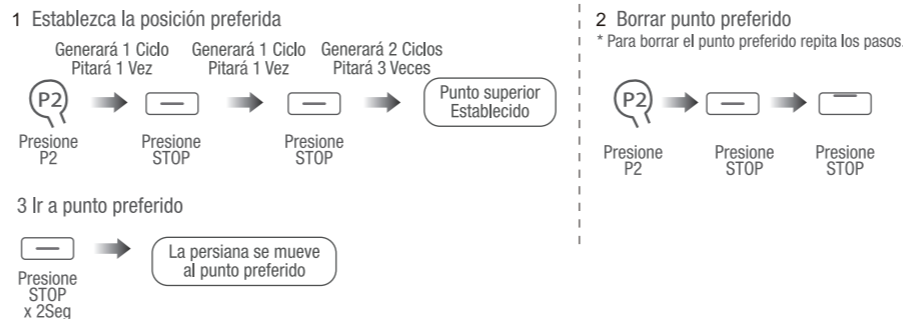 1 Establezca la posición preferida
Generará 1 Ciclo
Pitará 1 Vez
Generará 1 Ciclo
Pitará 1 Vez
Generará 2 Ciclos
Pitará 3 Veces
P2
Punto superior
Establecido
Presione
P2
Presione
STOP
Presione
STOP
2 Borrar punto preferido
* Para borrar el punto preferido repita los pasos.
P2
Presione
P2
Presione
STOP
Presione
STOP
3 Ir a punto preferido
La persiana se mueve
al punto preferido
Presione
STOP
x 2Seg